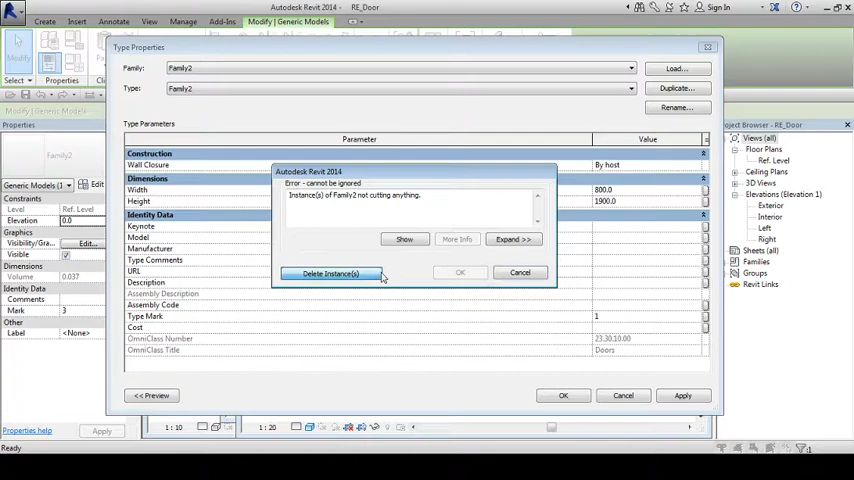 Autodesk Revit 2014 - RE_Door
Sign In
Create Insert Annotate View Manage Add-Ins Modify | Generic Models
Modify
Select Properties
Modify | Generic Models
Properties
Family2
Generic Models (1 Edit
Constraints
Level Ref. Level
Elevation 0.0
Graphics
Visibility/Gra... Edit...
Visible
Dimensions
Volume 0.037
Identity Data
Comments
Mark 3
Other
Label <None>
Properties help Apply
Ready
Type Properties
Family: Family2 Load...
Type: Family2 Duplicate...
Rename...
Type Parameters
Parameter Value
Construction
Wall Closure By host
Dimensions
Width 800.0
Height 1900.0
Identity Data
Keynote
Model
Manufacturer
Type Comments
URL
Description
Assembly Description
Assembly Code
Type Mark 1
Cost
OmniClass Number 23.30.10.00
OmniClass Title Doors
<< Preview OK Cancel Apply
Autodesk Revit 2014
Error - cannot be ignored
Instance(s) of Family2 not cutting anything.
Show More Info Expand >>
Delete Instance(s) OK Cancel
1 : 10 1 : 20
roject Browser - RE_Door
Views (all)
Floor Plans
Ref. Level
Ceiling Plans
3D Views
Elevations (Elevation 1)
Exterior
Interior
Left
Right
Sheets (all)
Families
Groups
Revit Links
:1